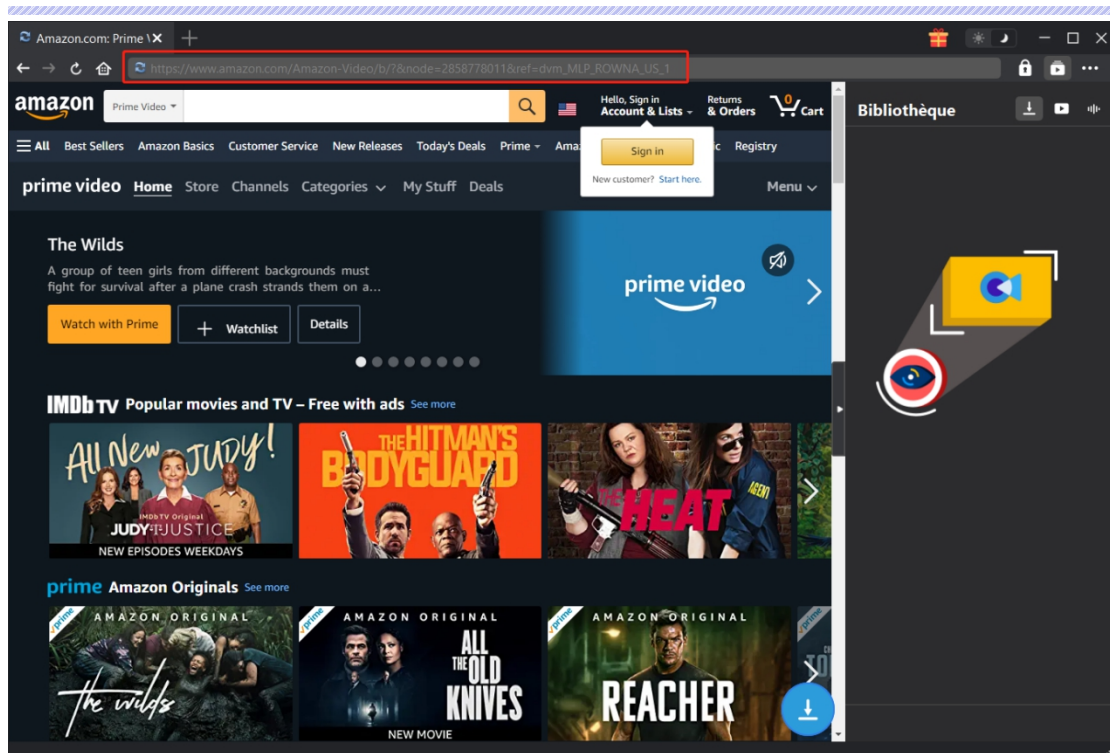 Amazon.com: Prime V
https://www.amazon.com/Amazon-Video/b/?&node=2858778011&ref=dvm_MLP_ROWNA_US_1
amazon
Prime Video
Hello, Sign in
Account & Lists
Returns
& Orders
0
Cart
Bibliothèque
All Best Sellers Amazon Basics Customer Service New Releases Today's Deals Prime Ama
Sign in
c Registry
New customer? Start here.
prime video Home Store Channels Categories My Stuff Deals
Menu
The Wilds
A group of teen girls from different backgrounds must
fight for survival after a plane crash strands them on a...
Watch with Prime
+ Watchlist
Details
prime video
IMDb TV Popular movies and TV – Free with ads See more
All New JUDY!
IMDb TV Original
JUDY JUSTICE
NEW EPISODES WEEKDAYS
THE HITMAN'S
BODYGUARD
AGENT
THE HEAT
prime Amazon Originals See more
prime
AMAZON ORIGINAL
the wilds
prime
AMAZON ORIGINAL
ALL
THE OLD
KNIVES
NEW MOVIE
prime
AMAZON ORIGINAL
REACHER
prime